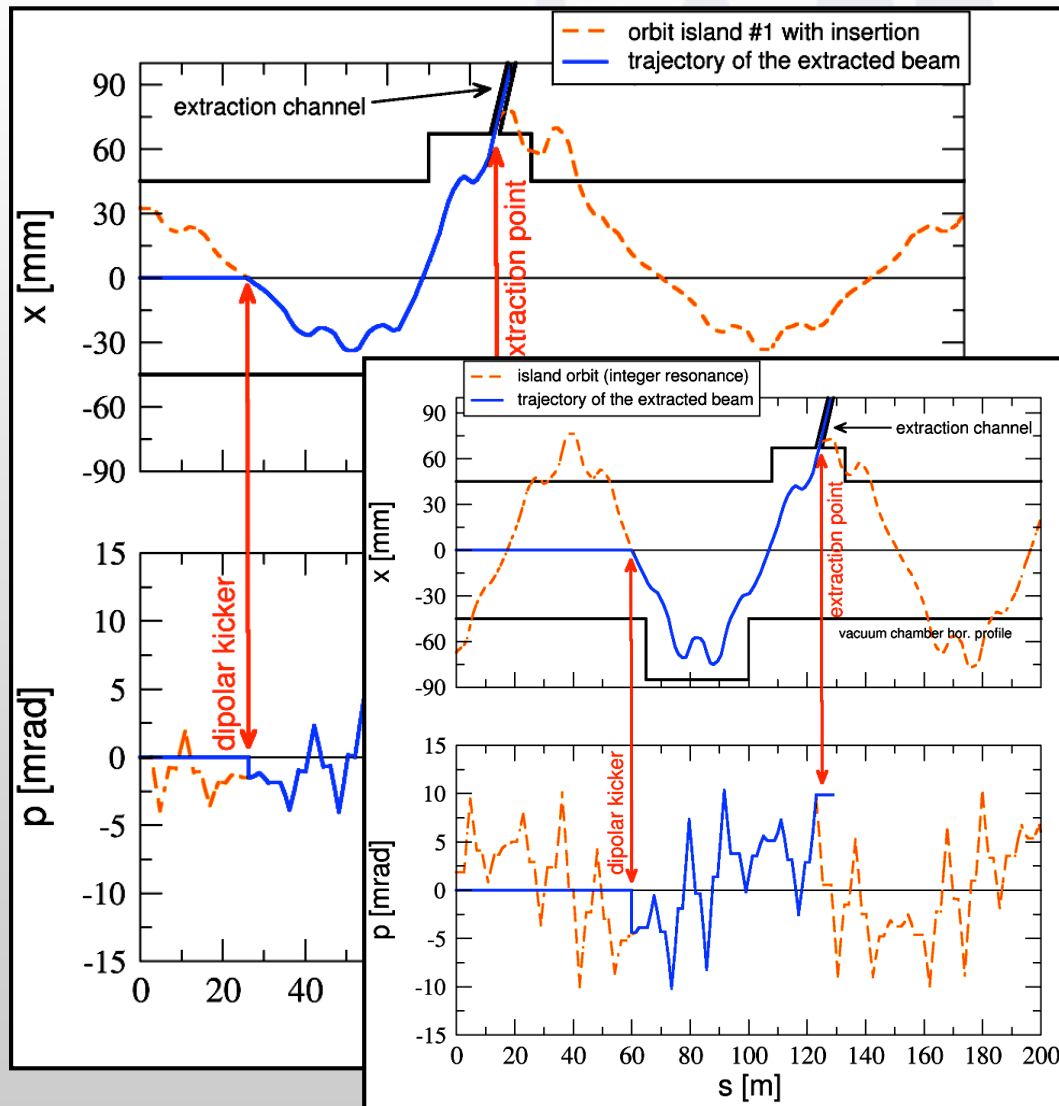 orbit island #1 with insertion
trajectory of the extracted beam
90
60
30
0
-30
-60
-90
x [mm]
extraction channel
xtraction point
15
10
5
0
-5
-10
-15
p [mrad]
dipolar kicker
0
20
40
island orbit (integer resonance)
trajectory of the extracted beam
90
60
30
0
-30
-60
-90
x [mm]
extraction channel
extraction point
vacuum chamber hor. profile
15
10
5
0
-5
-10
-15
p [mrad]
dipolar kicker
0 20 40 60 80 100 120 140 160 180 200
s [m]